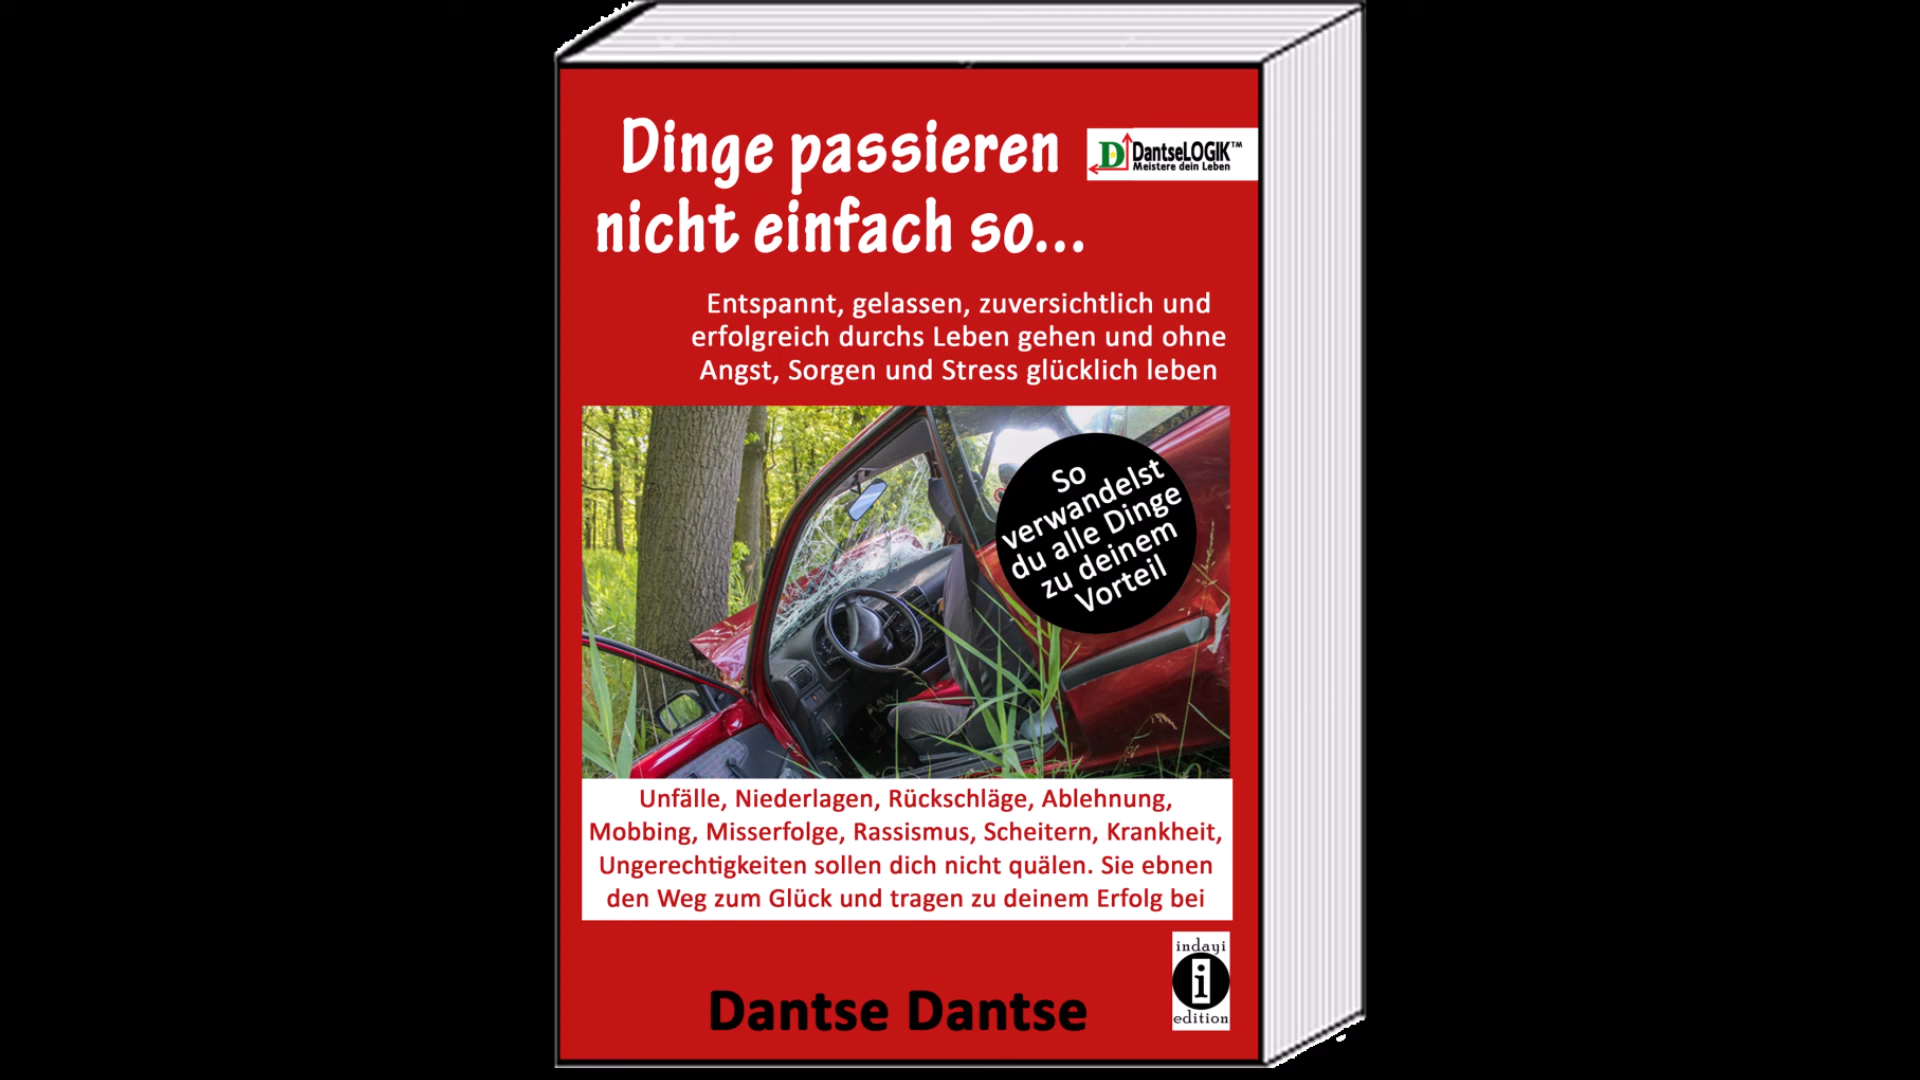 Dinge passieren
nicht einfach so...
DantseLOGIK™
Meistere dein Leben
Entspannt, gelassen, zuversichtlich und
erfolgreich durchs Leben gehen und ohne
Angst, Sorgen und Stress glücklich leben
So
verwandelst
du alle Dinge
zu deinem
Vorteil
Unfälle, Niederlagen, Rückschläge, Ablehnung,
Mobbing, Misserfolge, Rassismus, Scheitern, Krankheit,
Ungerechtigkeiten sollen dich nicht quälen. Sie ebnen
den Weg zum Glück und tragen zu deinem Erfolg bei
Dantse Dantse
indayi
i
edition